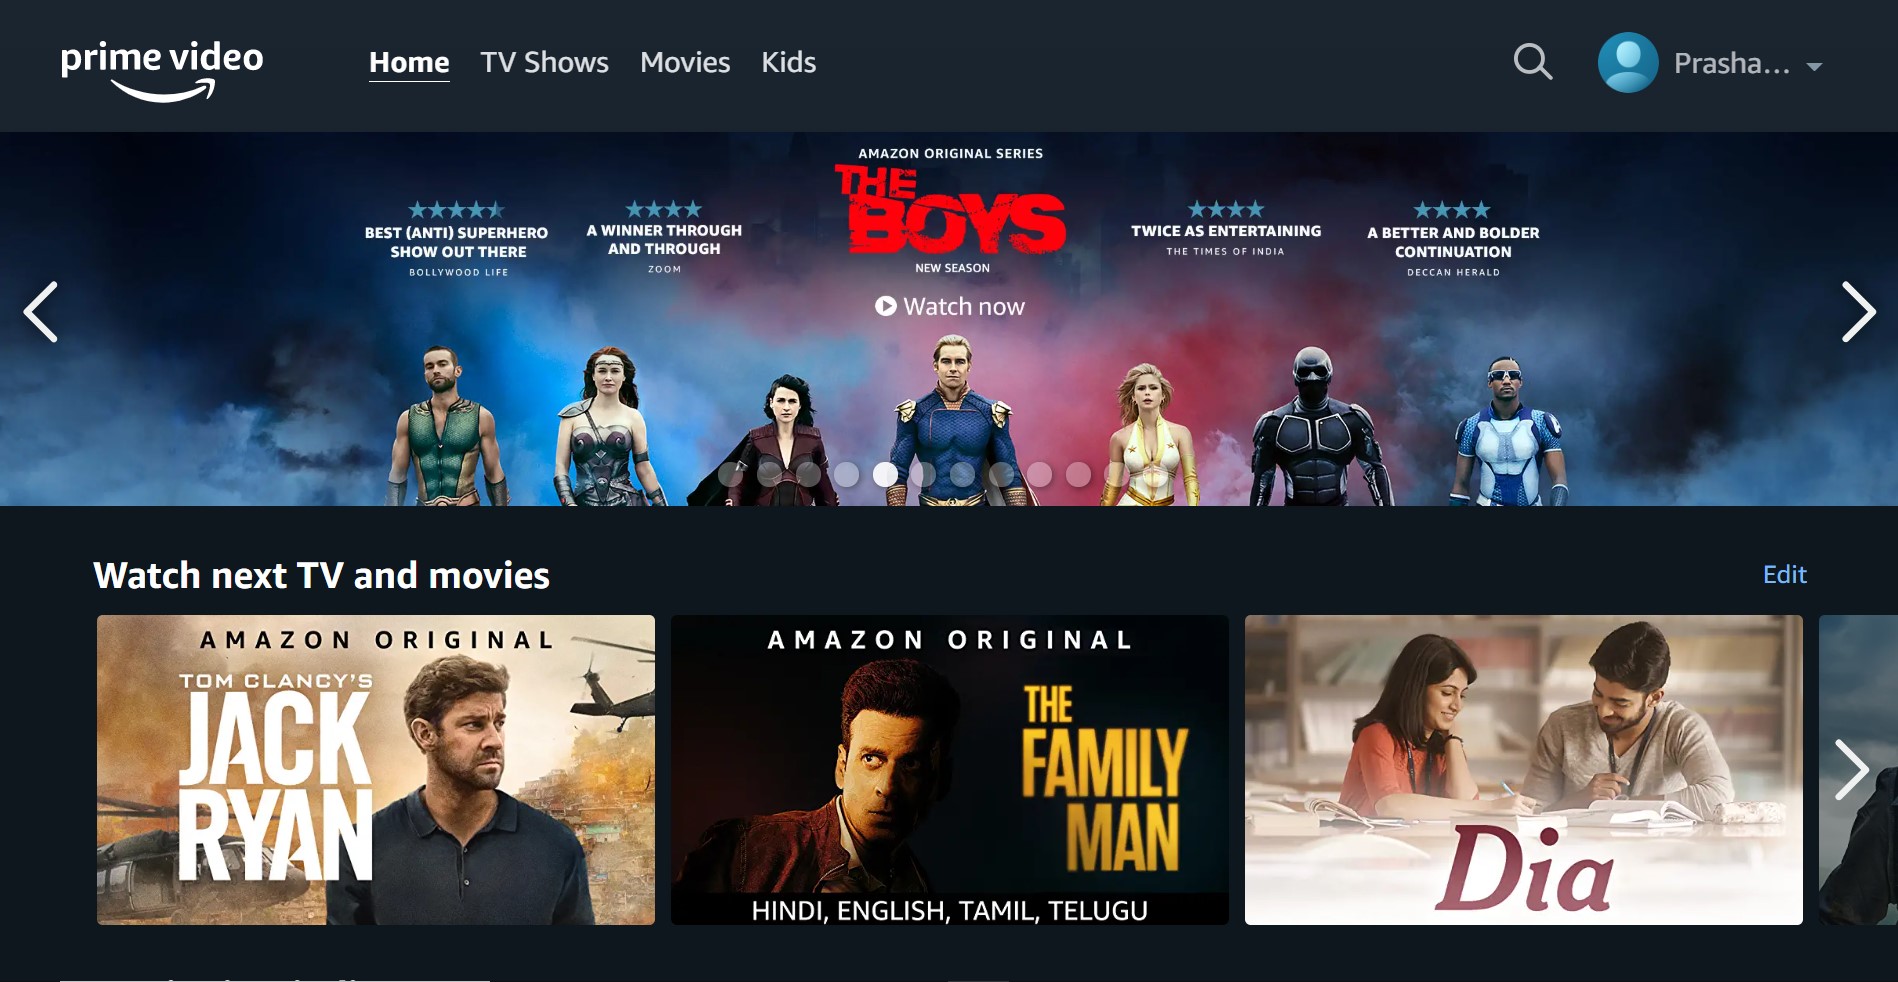 prime video
Home TV Shows Movies Kids
Prasha...
AMAZON ORIGINAL SERIES
THE
BOYS
NEW SEASON
Watch now
BEST (ANTI) SUPERHERO
SHOW OUT THERE
BOLLYWOOD LIFE
A WINNER THROUGH
AND THROUGH
ZOOM
TWICE AS ENTERTAINING
THE TIMES OF INDIA
A BETTER AND BOLDER
CONTINUATION
DECCAN HERALD
Watch next TV and movies
Edit
AMAZON ORIGINAL
TOM CLANCY'S
JACK
RYAN
AMAZON ORIGINAL
THE
FAMILY
MAN
HINDI, ENGLISH, TAMIL, TELUGU
Dia